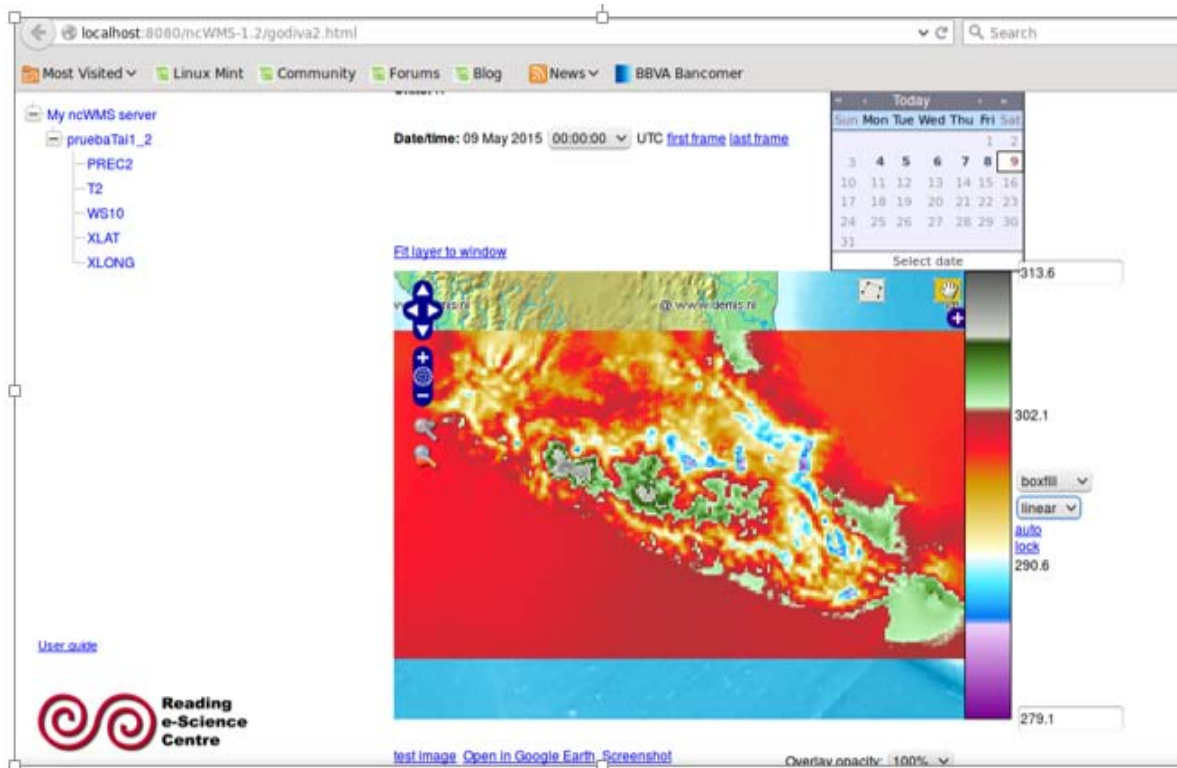 localhost:8080/ncWMS-1.2/godiva2.html
Search
Most Visited Linux Mint Community Forums Blog News BBVA Bancomer
My ncWMS server
pruebaTai1_2
PREC2
T2
WS10
XLAT
XLONG
Date/time: 09 May 2015 00:00:00 UTC first frame last frame
« ‹ Today › »
Sun Mon Tue Wed Thu Fri Sat
1 2
3 4 5 6 7 8 9
10 11 12 13 14 15 16
17 18 19 20 21 22 23
24 25 26 27 28 29 30
31
Select date
Fit layer to window
@ www.demis.nl
313.6
302.1
boxfill
linear
auto
lock
290.6
279.1
User guide
Reading
e-Science
Centre
test image Open in Google Earth Screenshot
Overlay opacity: 100%